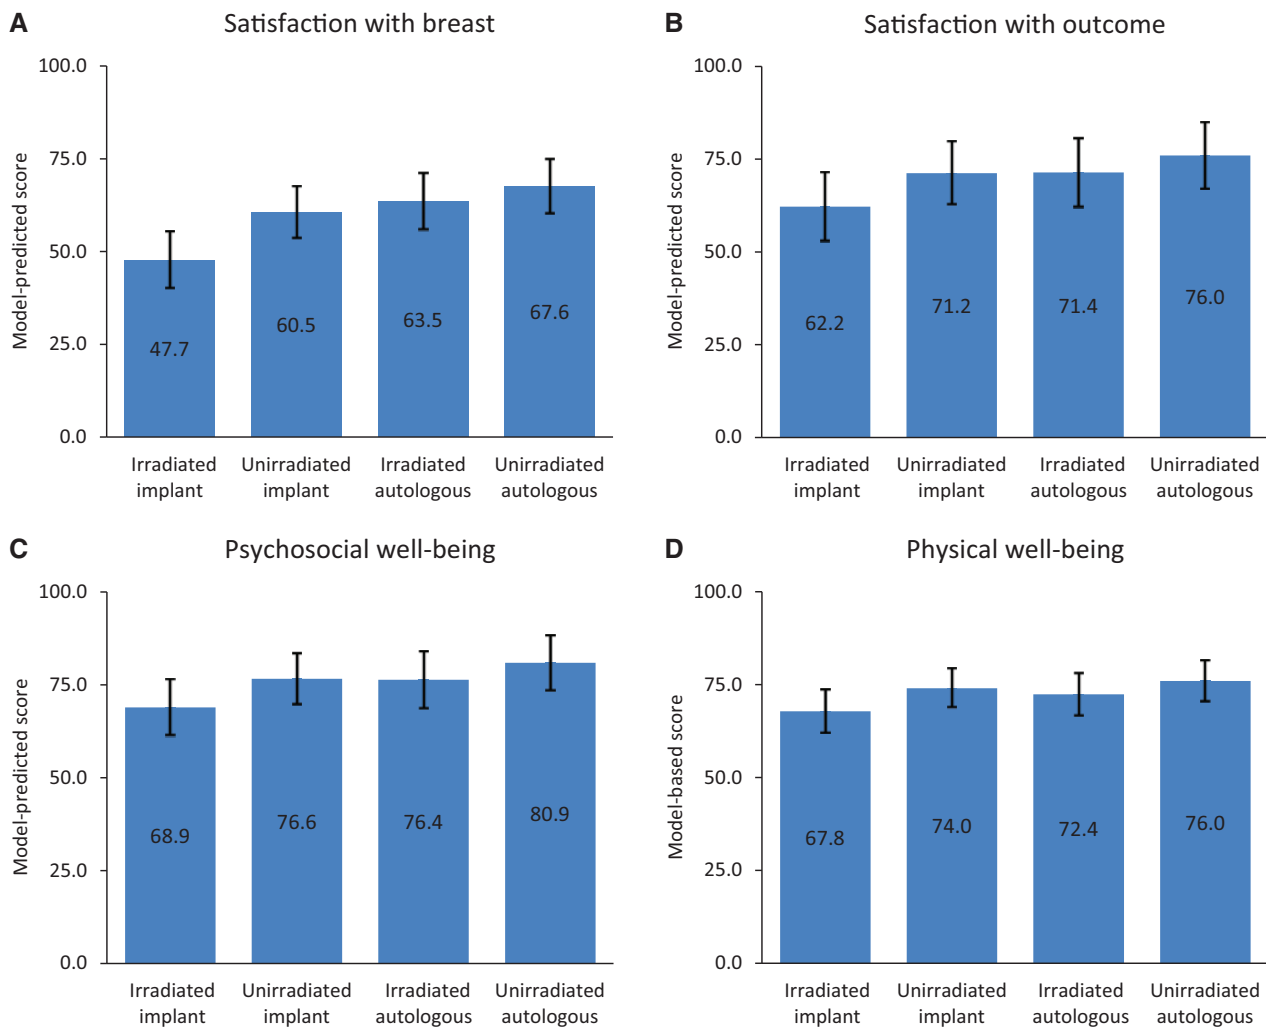 A
Satisfaction with breast
Model-predicted score
100.0
75.0
50.0
25.0
0.0
47.7
60.5
63.5
67.6
Irradiated implant
Unirradiated implant
Irradiated autologous
Unirradiated autologous
B
Satisfaction with outcome
Model-predicted score
100.0
75.0
50.0
25.0
0.0
62.2
71.2
71.4
76.0
Irradiated implant
Unirradiated implant
Irradiated autologous
Unirradiated autologous
C
Psychosocial well-being
Model-predicted score
100.0
75.0
50.0
25.0
0.0
68.9
76.6
76.4
80.9
Irradiated implant
Unirradiated implant
Irradiated autologous
Unirradiated autologous
D
Physical well-being
Model-based score
100.0
75.0
50.0
25.0
0.0
67.8
74.0
72.4
76.0
Irradiated implant
Unirradiated implant
Irradiated autologous
Unirradiated autologous